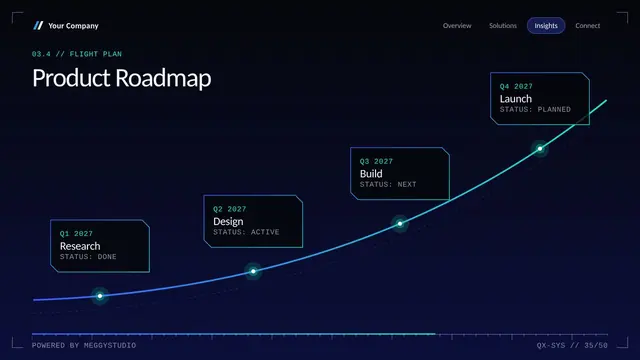 Your Company
Overview
Solutions
Insights
Connect
03.4 // FLIGHT PLAN
Product Roadmap
Q4 2027
Launch
STATUS: PLANNED
Q3 2027
Build
STATUS: NEXT
Q2 2027
Design
STATUS: ACTIVE
Q1 2027
Research
STATUS: DONE
POWERED BY MEGGYSTUDIO
QX-SYS // 35/50